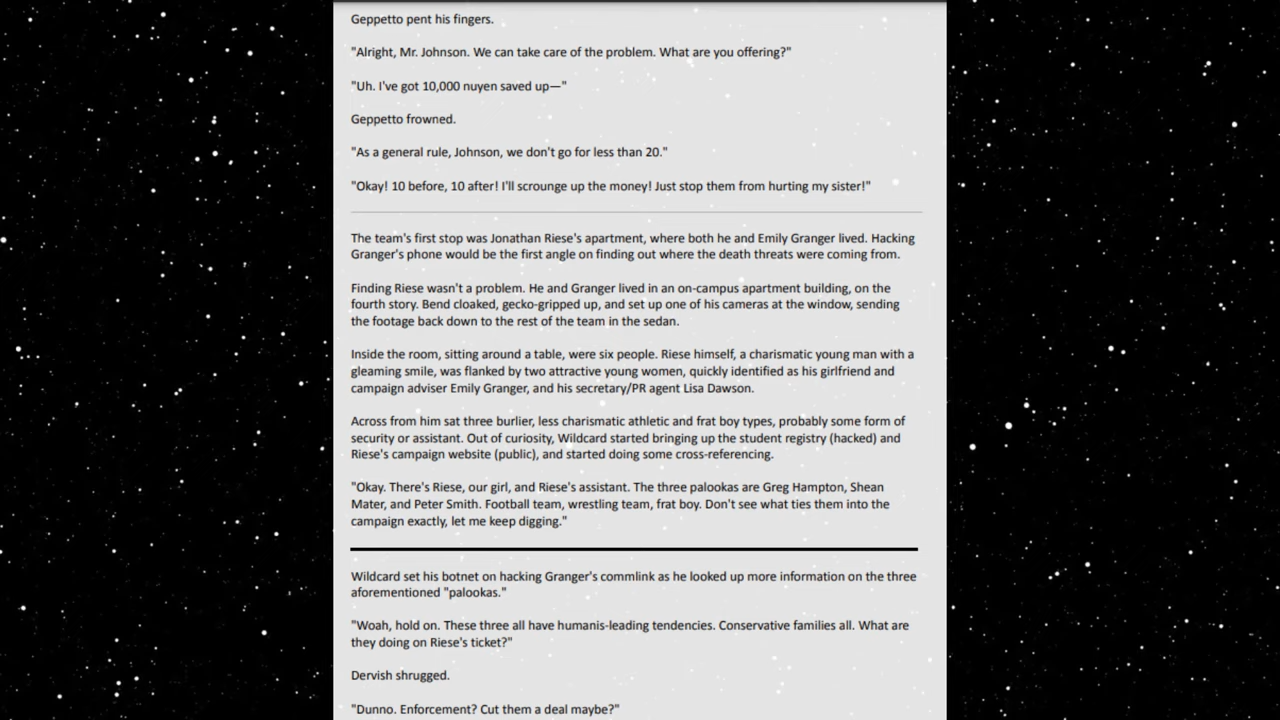 Geppetto pent his fingers.
"Alright, Mr. Johnson. We can take care of the problem. What are you offering?"
"Uh. I've got 10,000 nuyen saved up—"
Geppetto frowned.
"As a general rule, Johnson, we don't go for less than 20."
"Okay! 10 before, 10 after! I'll scrounge up the money! Just stop them from hurting my sister!"
The team's first stop was Jonathan Riese's apartment, where both he and Emily Granger lived. Hacking
Granger's phone would be the first angle on finding out where the death threats were coming from.
Finding Riese wasn't a problem. He and Granger lived in an on-campus apartment building, on the
fourth story. Bend cloaked, gecko-gripped up, and set up one of his cameras at the window, sending
the footage back down to the rest of the team in the sedan.
Inside the room, sitting around a table, were six people. Riese himself, a charismatic young man with a
gleaming smile, was flanked by two attractive young women, quickly identified as his girlfriend and
campaign adviser Emily Granger, and his secretary/PR agent Lisa Dawson.
Across from him sat three burlier, less charismatic athletic and frat boy types, probably some form of
security or assistant. Out of curiosity, Wildcard started bringing up the student registry (hacked) and
Riese's campaign website (public), and started doing some cross-referencing.
"Okay. There's Riese, our girl, and Riese's assistant. The three palookas are Greg Hampton, Shean
Mater, and Peter Smith. Football team, wrestling team, frat boy. Don't see what ties them into the
campaign exactly, let me keep digging."
Wildcard set his botnet on hacking Granger's commlink as he looked up more information on the three
aforementioned "palookas."
"Woah, hold on. These three all have humanis-leading tendencies. Conservative families all. What are
they doing on Riese's ticket?"
Dervish shrugged.
"Dunno. Enforcement? Cut them a deal maybe?"